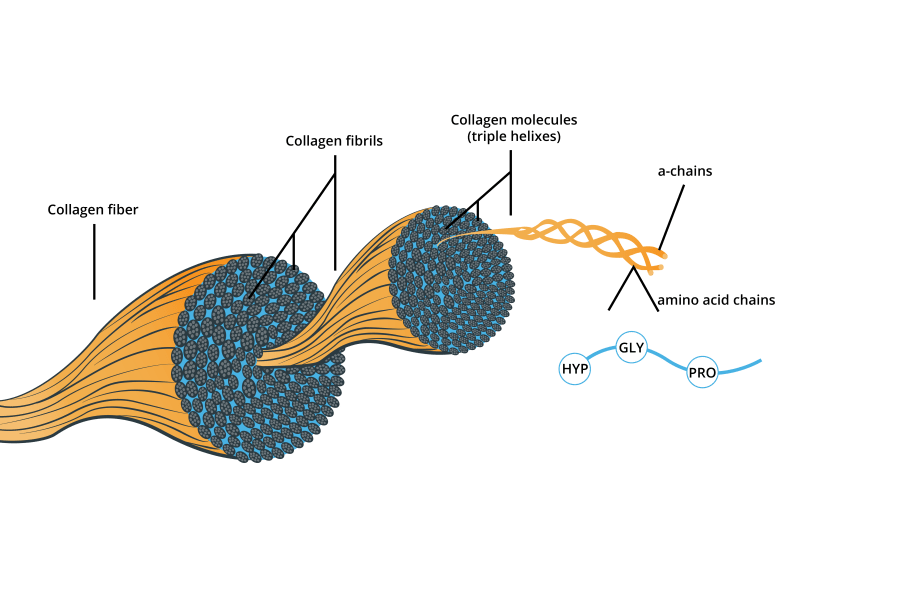 Collagen molecules
(triple helixes)
Collagen fibrils
a-chains
Collagen fiber
amino acid chains
GLY
HYP
PRO